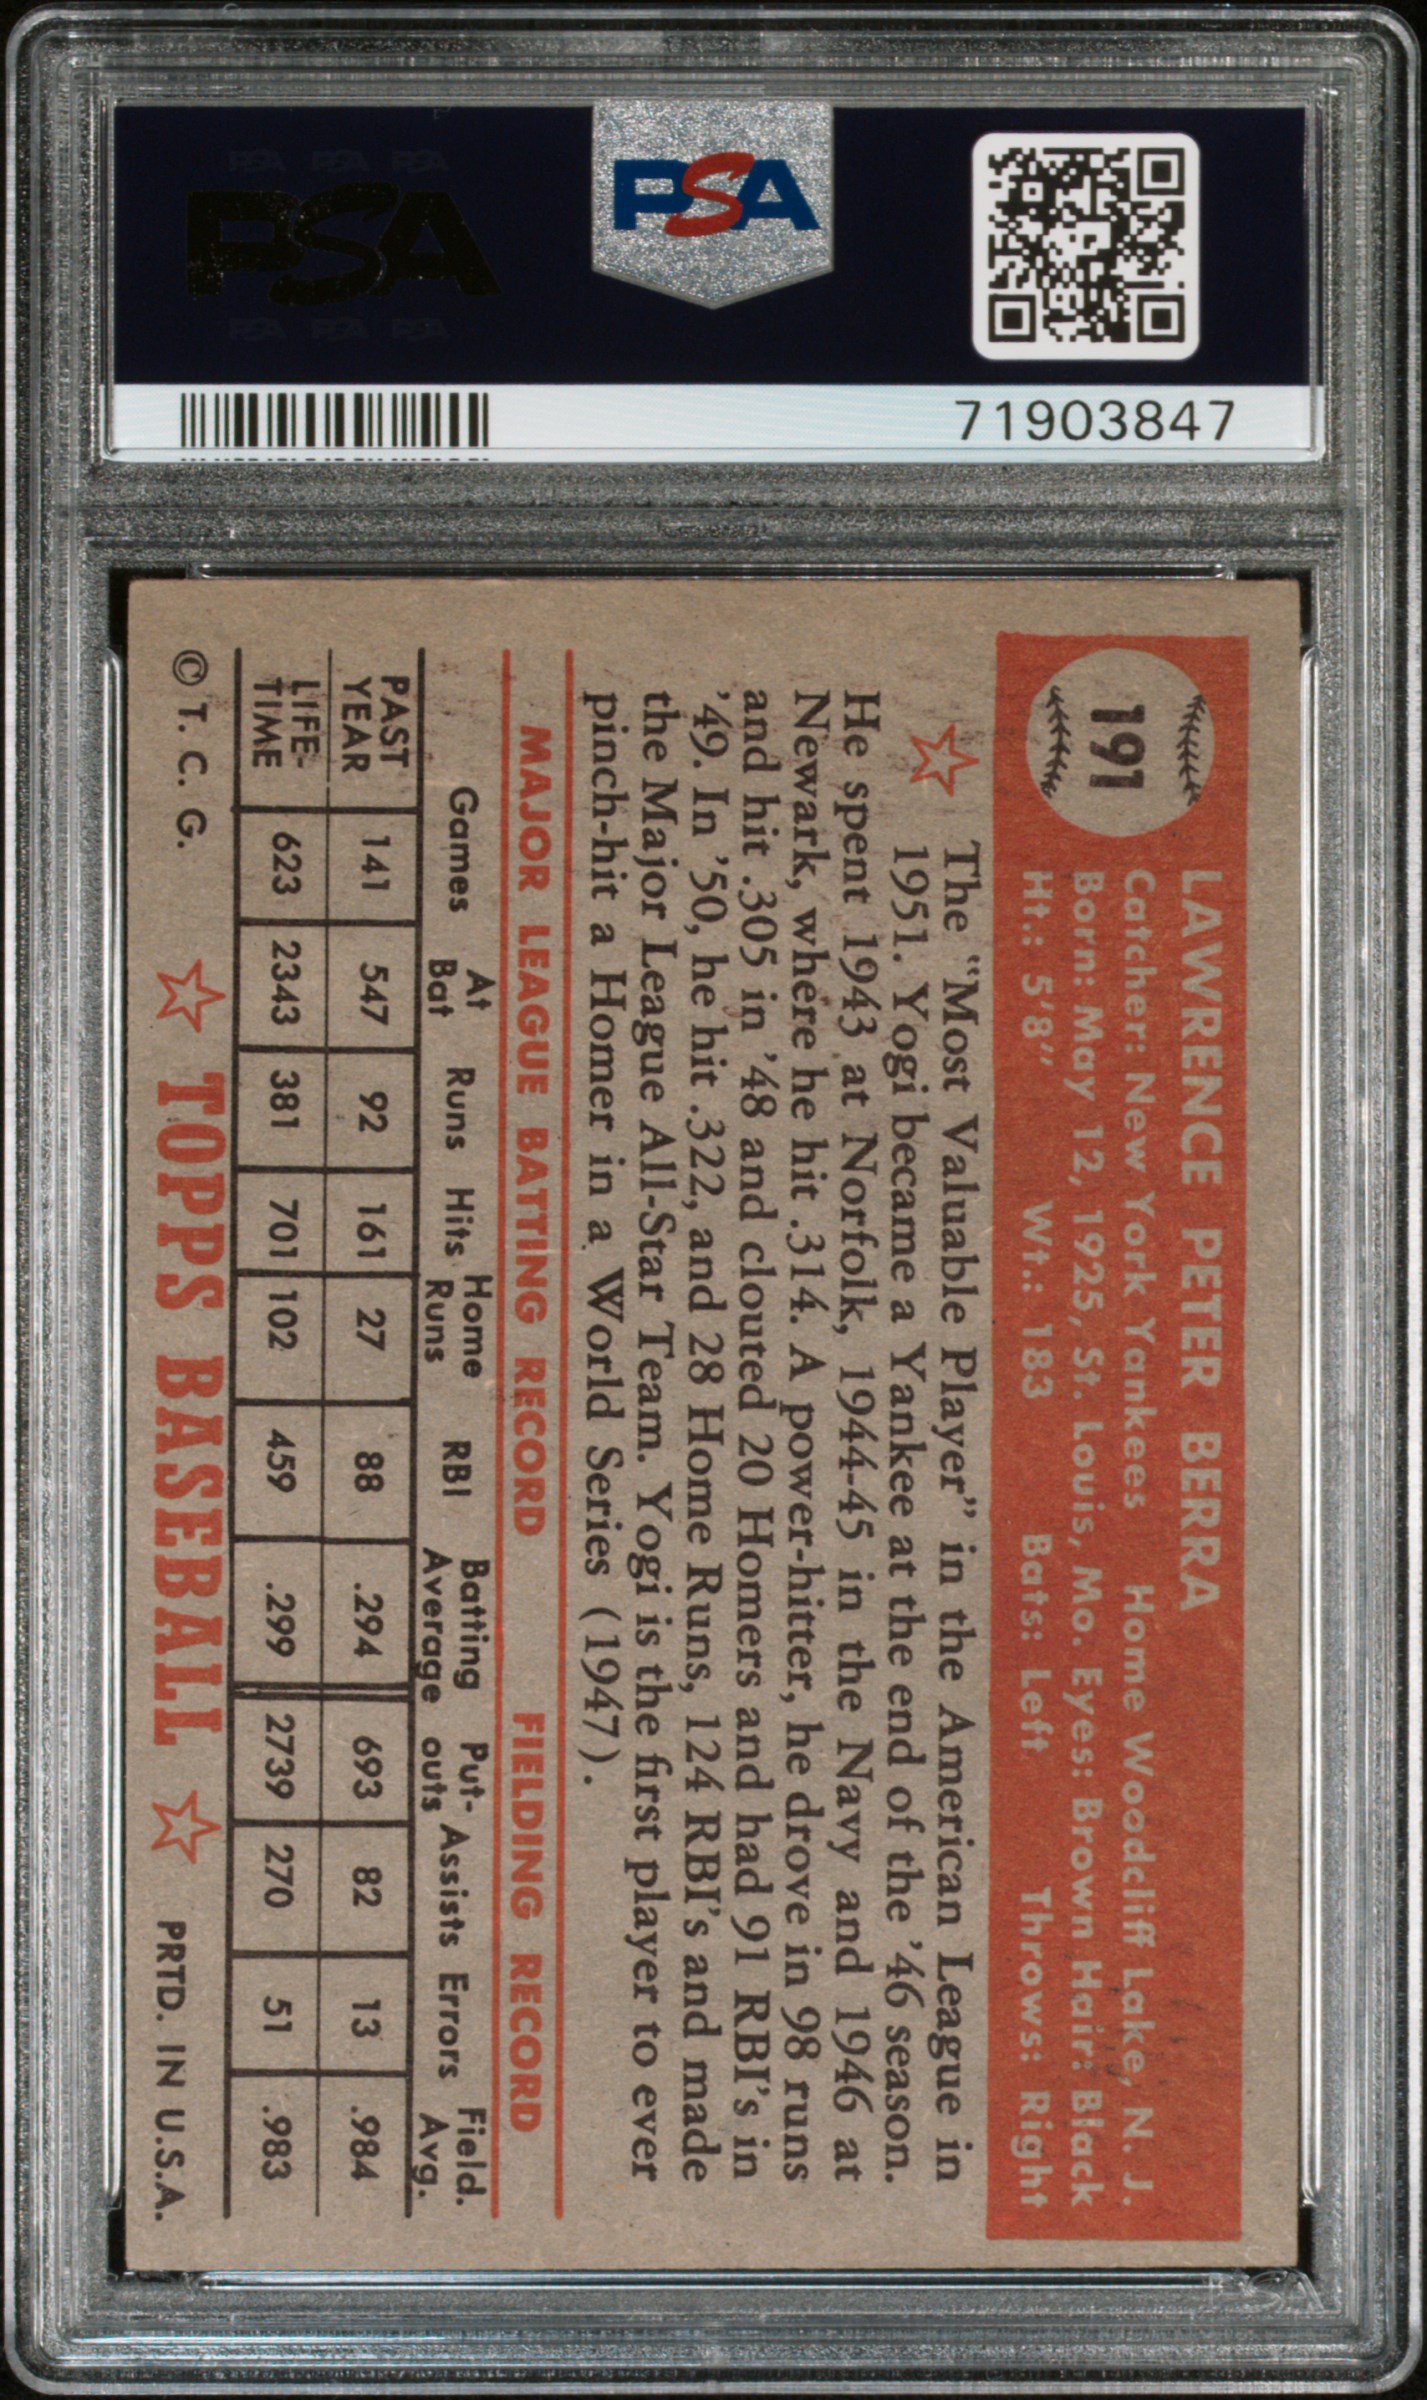 PSA PSA PSA
PSA
PSA PSA PSA
PSA
71903847
191
LAWRENCE PETER BERRA
Catcher: New York Yankees Home Woodcliff Lake, N. J.
Born: May 12, 1925, St. Louis, Mo. Eyes: Brown Hair: Black
Ht.: 5'8" Wt.: 183 Bats: Left Throws: Right
The "Most Valuable Player" in the American League in
1951. Yogi became a Yankee at the end of the '46 season.
He spent 1943 at Norfolk, 1944-45 in the Navy and 1946 at
Newark, where he hit .314. A power-hitter, he drove in 98 runs
and hit .305 in '48 and clouted 20 Homers and had 91 RBI's in
'49. In '50, he hit .322, and 28 Home Runs, 124 RBI's and made
the Major League All-Star Team. Yogi is the first player to ever
pinch-hit a Homer in a World Series (1947).
MAJOR LEAGUE BATTING RECORD FIELDING RECORD
Games At Bat Runs Hits Home Runs RBI Batting Average Put-outs Assists Errors Field. Avg.
PAST YEAR 141 547 92 161 27 88 .294 693 82 13 .984
LIFE-TIME 623 2343 381 701 102 459 .299 2739 270 51 .983
© T. C. G. ☆ TOPPS BASEBALL ☆ PRTD. IN U.S.A.
PSA